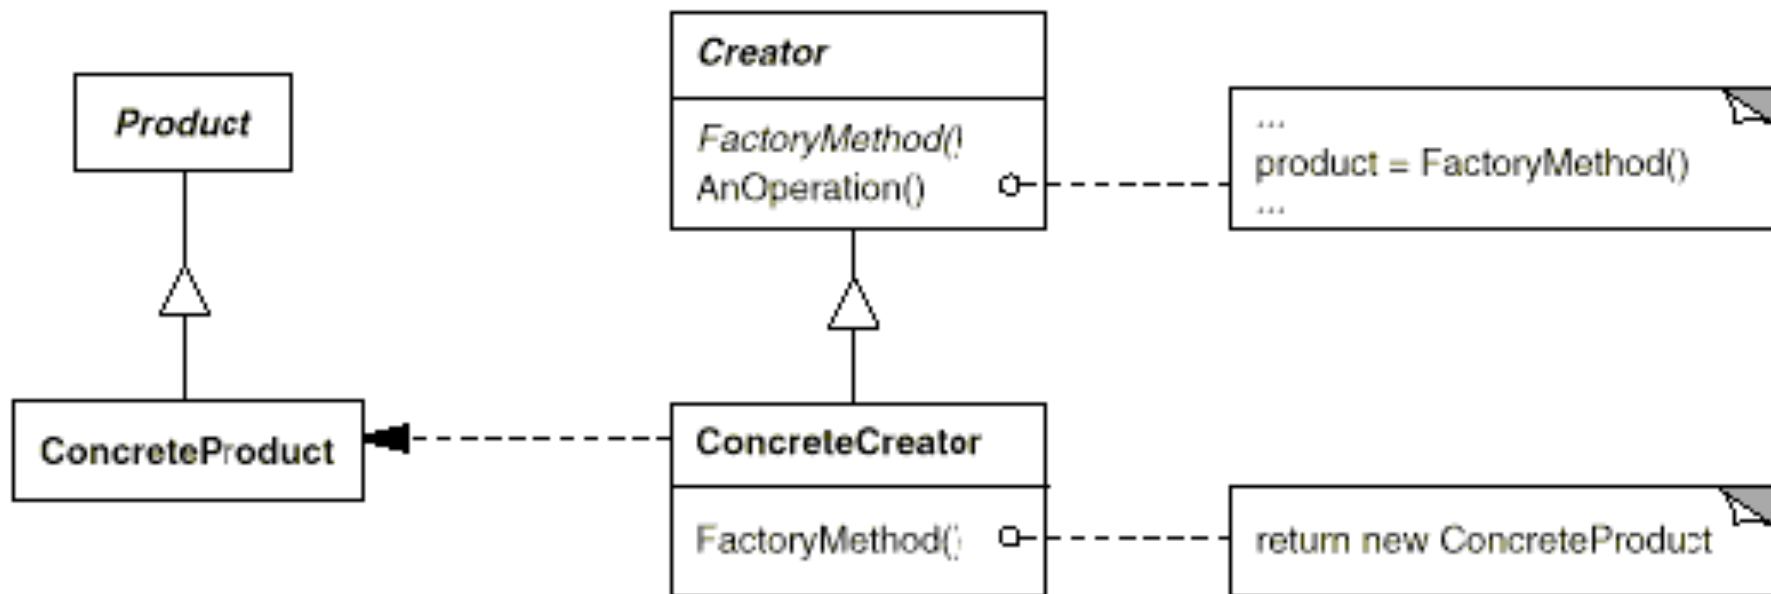 Product
ConcreteProduct
Creator
FactoryMethod()
AnOperation()
...
product = FactoryMethod()
...
ConcreteCreator
FactoryMethod()
return new ConcreteProduct